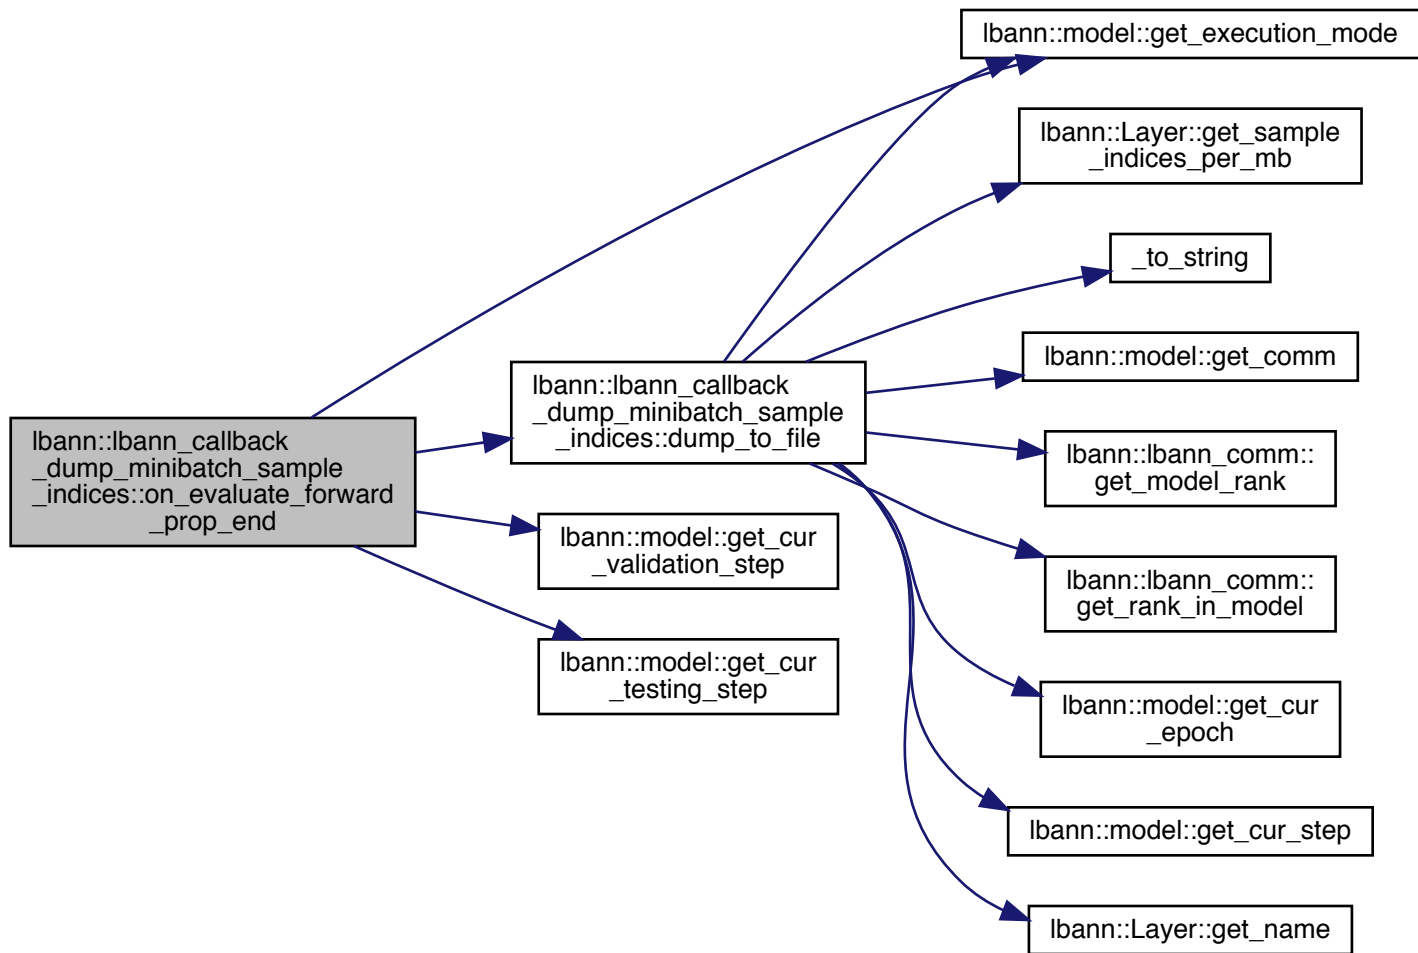 lbann::model::get_execution_mode
lbann::Layer::get_sample
_indices_per_mb
_to_string
lbann::lbann_callback
_dump_minibatch_sample
_indices::dump_to_file
lbann::model::get_comm
lbann::lbann_callback
_dump_minibatch_sample
_indices::on_evaluate_forward
_prop_end
lbann::lbann_comm::
get_model_rank
lbann::model::get_cur
_validation_step
lbann::lbann_comm::
get_rank_in_model
lbann::model::get_cur
_testing_step
lbann::model::get_cur
_epoch
lbann::model::get_cur_step
lbann::Layer::get_name